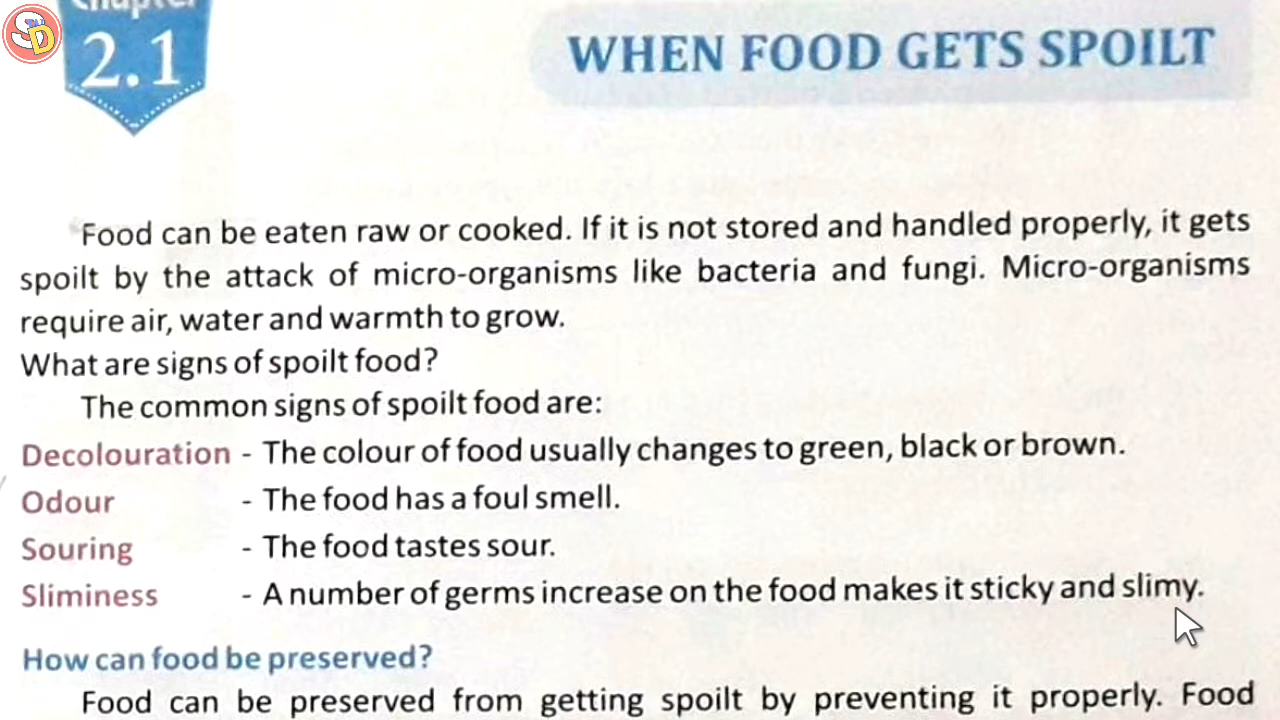 Chapter
2.1
WHEN FOOD GETS SPOILT
Food can be eaten raw or cooked. If it is not stored and handled properly, it gets
spoilt by the attack of micro-organisms like bacteria and fungi. Micro-organisms
require air, water and warmth to grow.
What are signs of spoilt food?
The common signs of spoilt food are:
Decolouration - The colour of food usually changes to green, black or brown.
Odour - The food has a foul smell.
Souring - The food tastes sour.
Sliminess - A number of germs increase on the food makes it sticky and slimy.
How can food be preserved?
Food can be preserved from getting spoilt by preventing it properly. Food